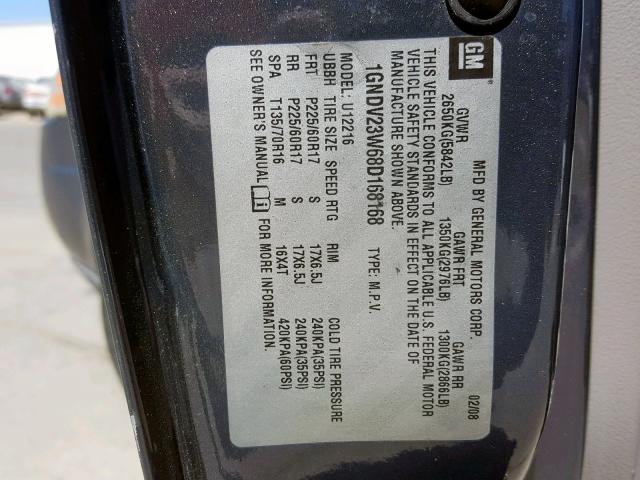 GM
MFD BY GENERAL MOTORS CORP. 02/08
GVWR GAWR FRT GAWR RR
2650KG(5842LB) 1350KG(2976LB) 1300KG(2866LB)
THIS VEHICLE CONFORMS TO ALL APPLICABLE U.S. FEDERAL MOTOR
VEHICLE SAFETY STANDARDS IN EFFECT ON THE DATE OF
MANUFACTURE SHOWN ABOVE.
1GNDV23W68D168168 TYPE: M.P.V.
MODEL: U12216
UBBH TIRE SIZE SPEED RTG RIM COLD TIRE PRESSURE
FRT P225/60R17 S 17X6.5J 240KPA(35PSI)
RR P225/60R17 S 17X6.5J 240KPA(35PSI)
SPA T135/70R16 M 16X4T 420KPA(60PSI)
SEE OWNER'S MANUAL i FOR MORE INFORMATION.